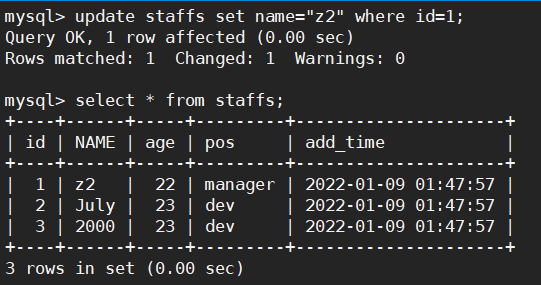 mysql> update staffs set name="z2" where id=1;
Query OK, 1 row affected (0.00 sec)
Rows matched: 1  Changed: 1  Warnings: 0

mysql> select * from staffs;
+----+------+-----+---------+---------------------+
| id | NAME | age | pos     | add_time            |
+----+------+-----+---------+---------------------+
|  1 | z2   |  22 | manager | 2022-01-09 01:47:57 |
|  2 | July |  23 | dev     | 2022-01-09 01:47:57 |
|  3 | 2000 |  23 | dev     | 2022-01-09 01:47:57 |
+----+------+-----+---------+---------------------+
3 rows in set (0.00 sec)